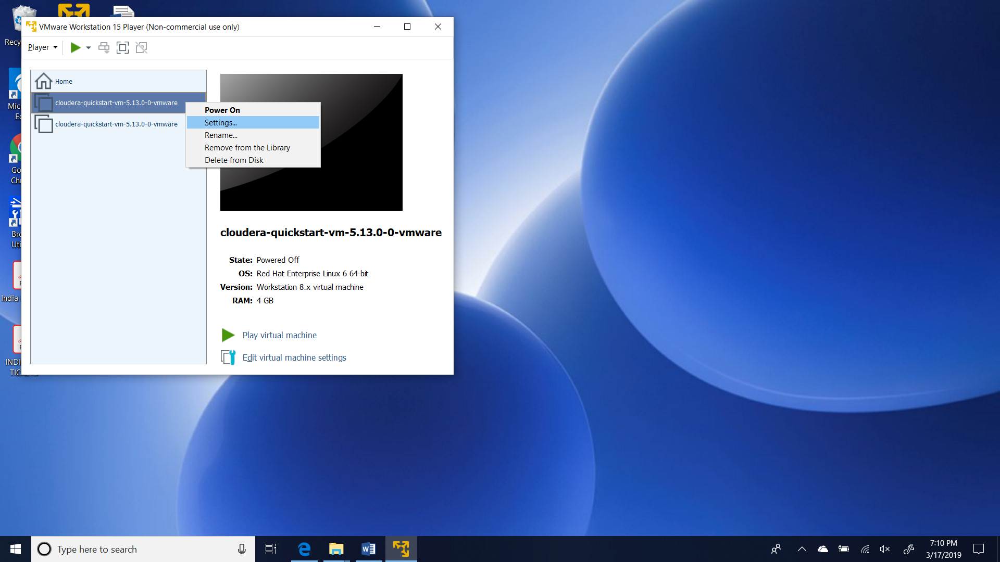 VMware Workstation 15 Player (Non-commercial use only)
Player
Home
cloudera-quickstart-vm-5.13.0-0-vmware
cloudera-quickstart-vm-5.13.0-0-vmware
Power On
Settings...
Rename...
Remove from the Library
Delete from Disk
cloudera-quickstart-vm-5.13.0-0-vmware
State: Powered Off
OS: Red Hat Enterprise Linux 6 64-bit
Version: Workstation 8.x virtual machine
RAM: 4 GB
Play virtual machine
Edit virtual machine settings
Recy
Mic
Ec
Go
Chr
Bro
Uti
India
INDI
TIC
Type here to search
7:10 PM
3/17/2019